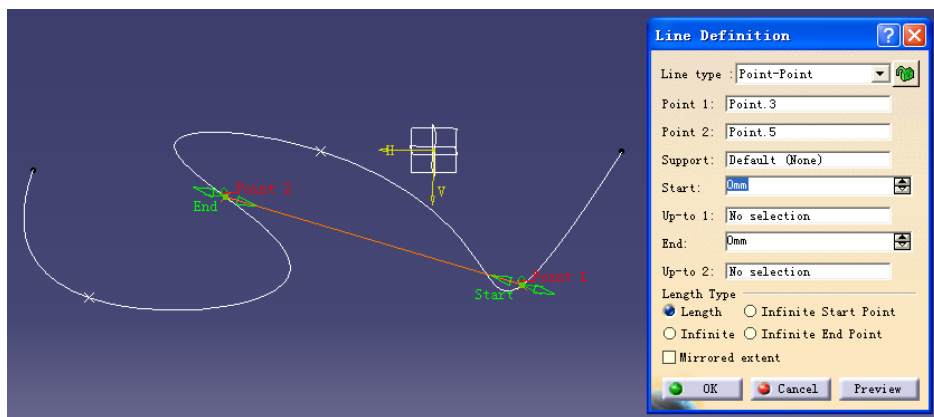 H
V
Point 2
End
Point 1
Start
Line Definition
Line type : Point-Point
Point 1: Point.3
Point 2: Point.5
Support: Default (None)
Start: 0mm
Up-to 1: No selection
End: 0mm
Up-to 2: No selection
Length Type
Length Infinite Start Point
Infinite Infinite End Point
Mirrored extent
OK Cancel Preview